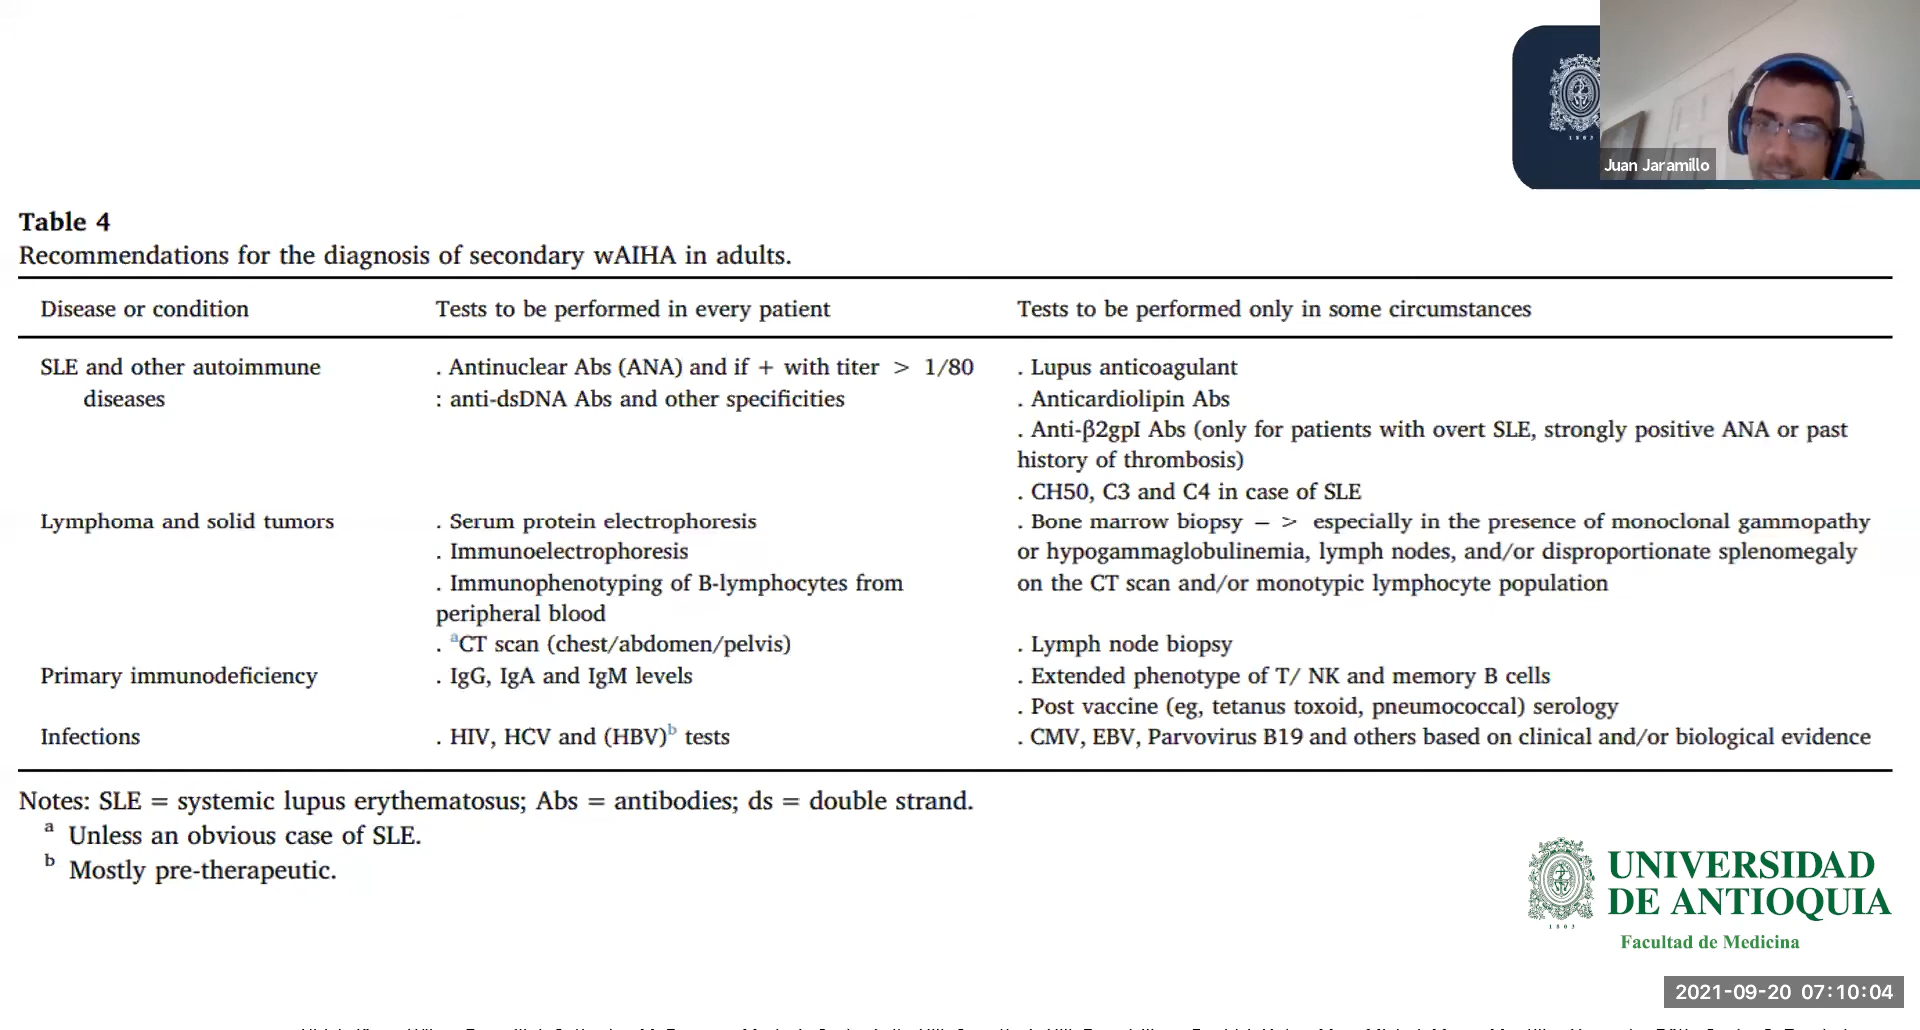 1803
Juan Jaramillo
Table 4
Recommendations for the diagnosis of secondary wAIHA in adults.
Disease or condition Tests to be performed in every patient Tests to be performed only in some circumstances
SLE and other autoimmune . Antinuclear Abs (ANA) and if + with titer > 1/80 . Lupus anticoagulant
diseases : anti-dsDNA Abs and other specificities . Anticardiolipin Abs
. Anti-β2gpI Abs (only for patients with overt SLE, strongly positive ANA or past
history of thrombosis)
. CH50, C3 and C4 in case of SLE
Lymphoma and solid tumors . Serum protein electrophoresis . Bone marrow biopsy – > especially in the presence of monoclonal gammopathy
. Immunoelectrophoresis or hypogammaglobulinemia, lymph nodes, and/or disproportionate splenomegaly
. Immunophenotyping of B-lymphocytes from on the CT scan and/or monotypic lymphocyte population
peripheral blood
. aCT scan (chest/abdomen/pelvis) . Lymph node biopsy
Primary immunodeficiency . IgG, IgA and IgM levels . Extended phenotype of T/ NK and memory B cells
. Post vaccine (eg, tetanus toxoid, pneumococcal) serology
Infections . HIV, HCV and (HBV)b tests . CMV, EBV, Parvovirus B19 and others based on clinical and/or biological evidence
Notes: SLE = systemic lupus erythematosus; Abs = antibodies; ds = double strand.
a Unless an obvious case of SLE.
b Mostly pre-therapeutic.
UNIVERSIDAD
DE ANTIOQUIA
1803
Facultad de Medicina
2021-09-20 07:10:04